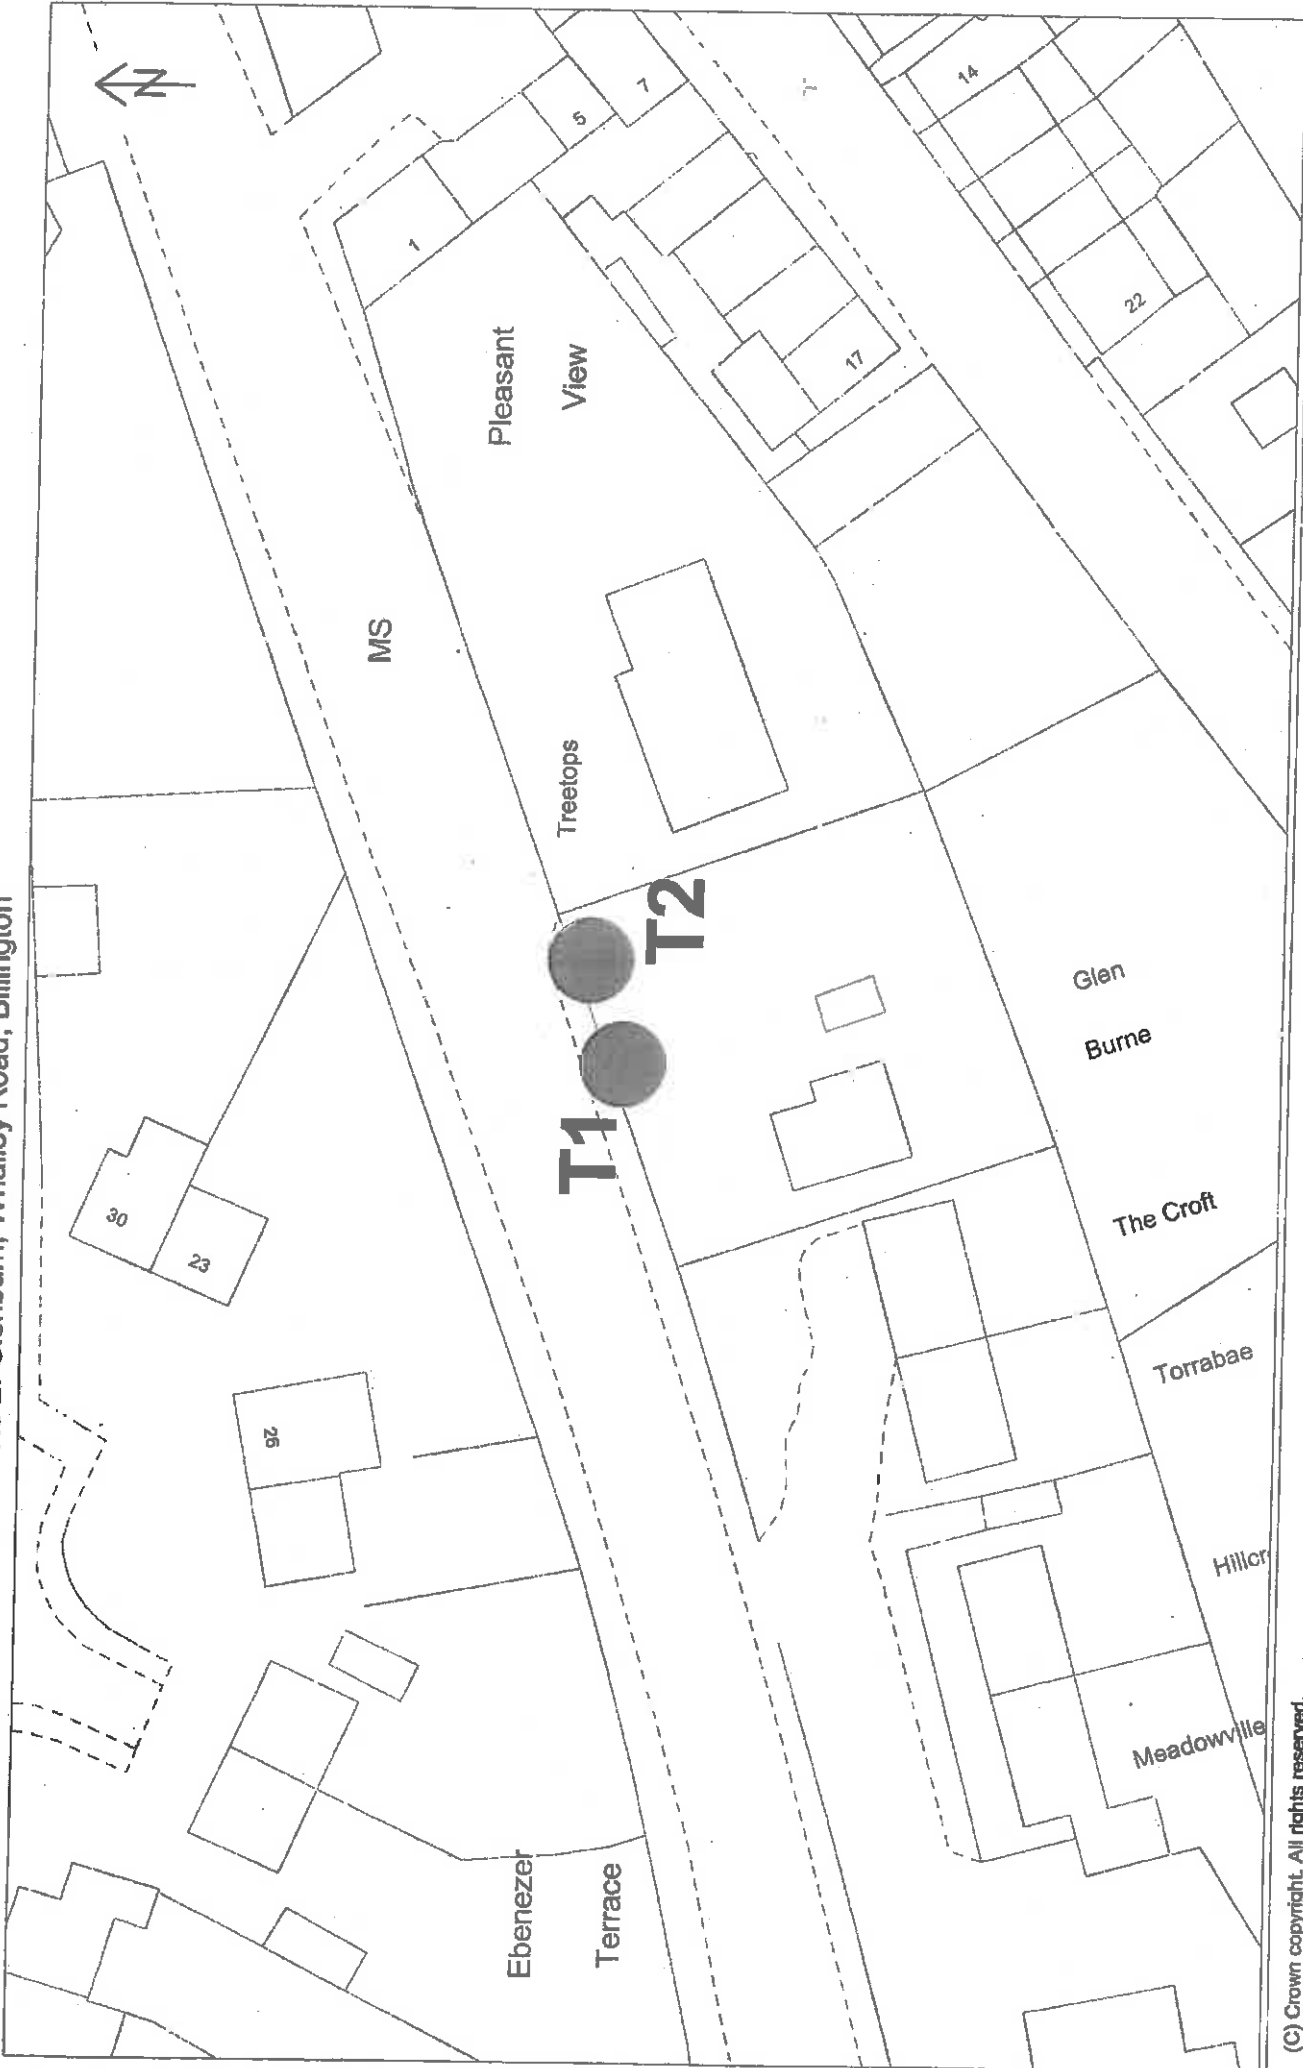 Glenburn, Whalley Road, Billington
N
1
5
7
14
17
22
Pleasant
View
MS
Treetops
T2
T1
30
23
26
Glen
Burne
The Croft
Torrabae
Hillcr
Meadowville
Ebenezer
Terrace
(C) Crown copyright. All rights reserved.